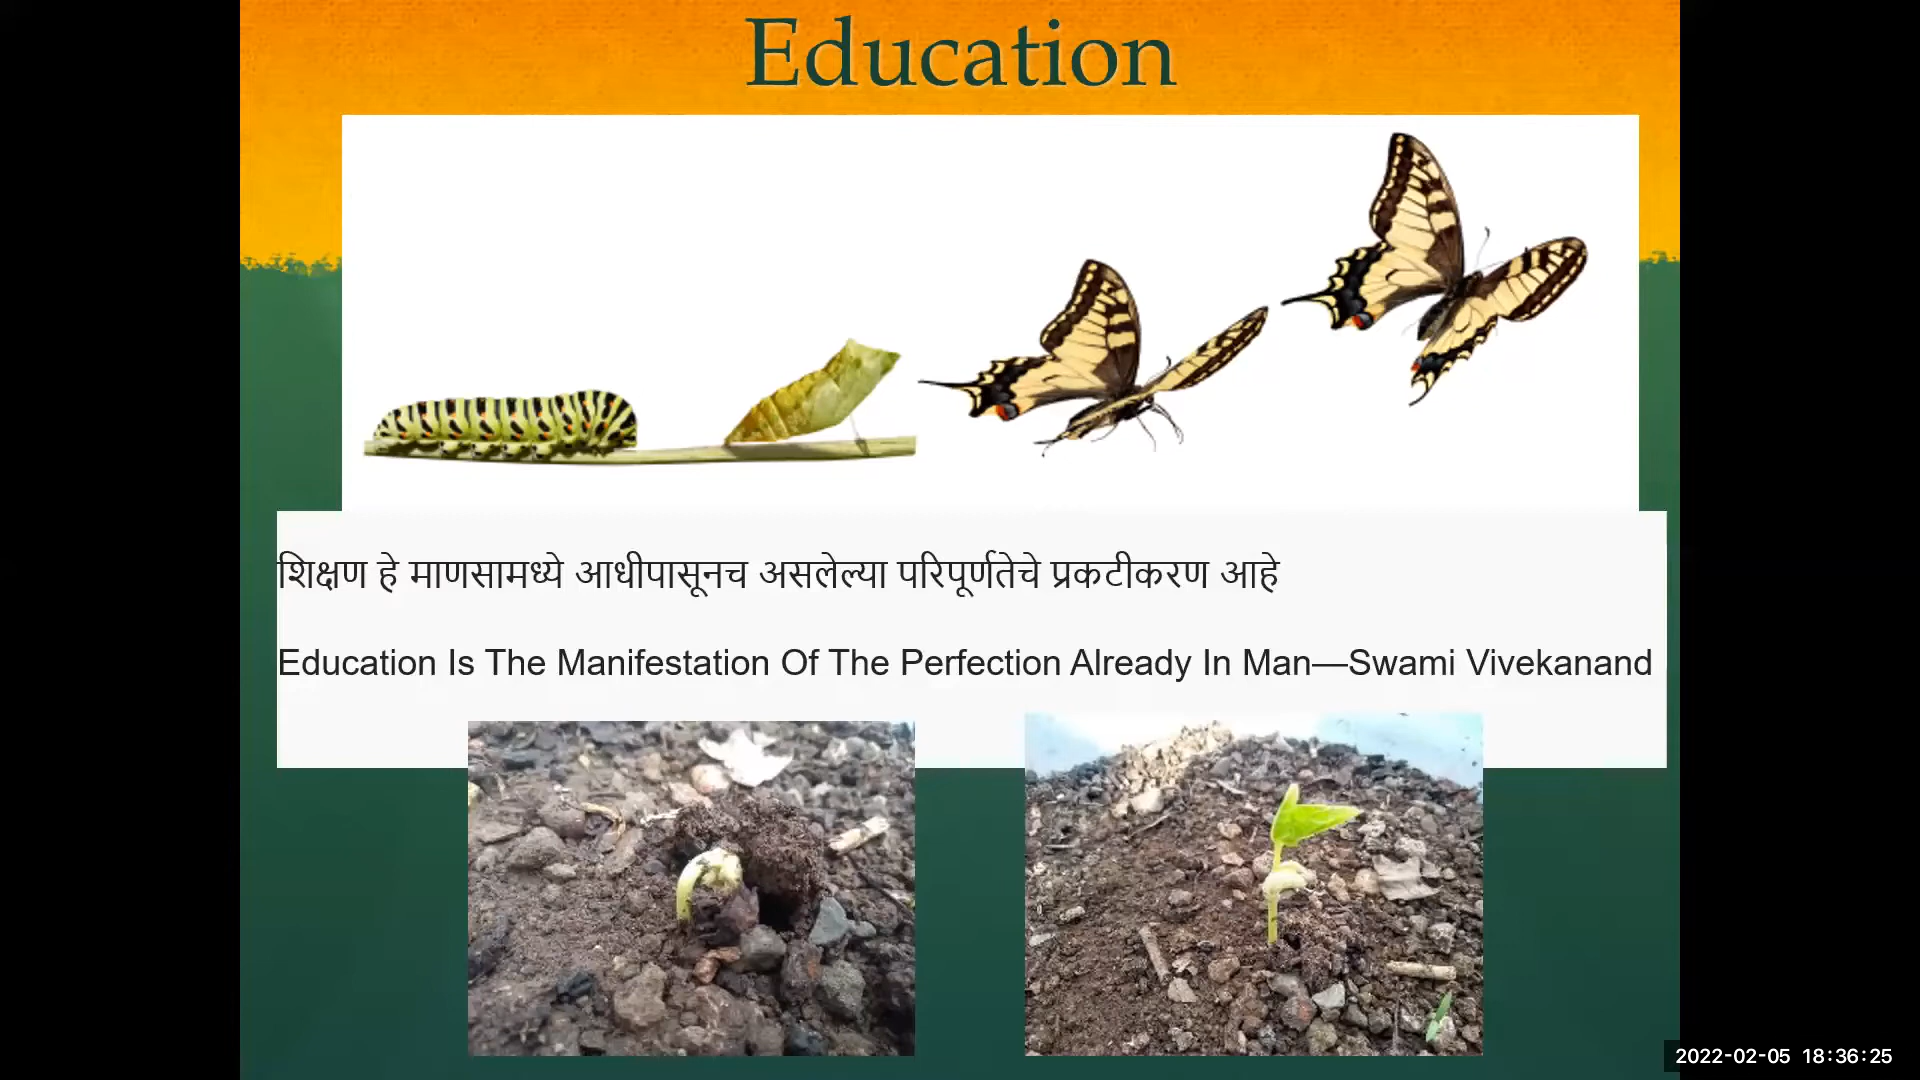 Education
शिक्षण हे माणसामध्ये आधीपासूनच असलेल्या परिपूर्णतेचे प्रकटीकरण आहे
Education Is The Manifestation Of The Perfection Already In Man—Swami Vivekanand
2022-02-05 18:36:25